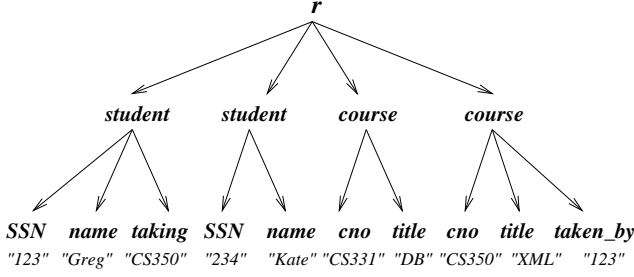 r
student student course course
SSN name taking SSN name cno title cno title taken_by
"123" "Greg" "CS350" "234" "Kate" "CS331" "DB" "CS350" "XML" "123"